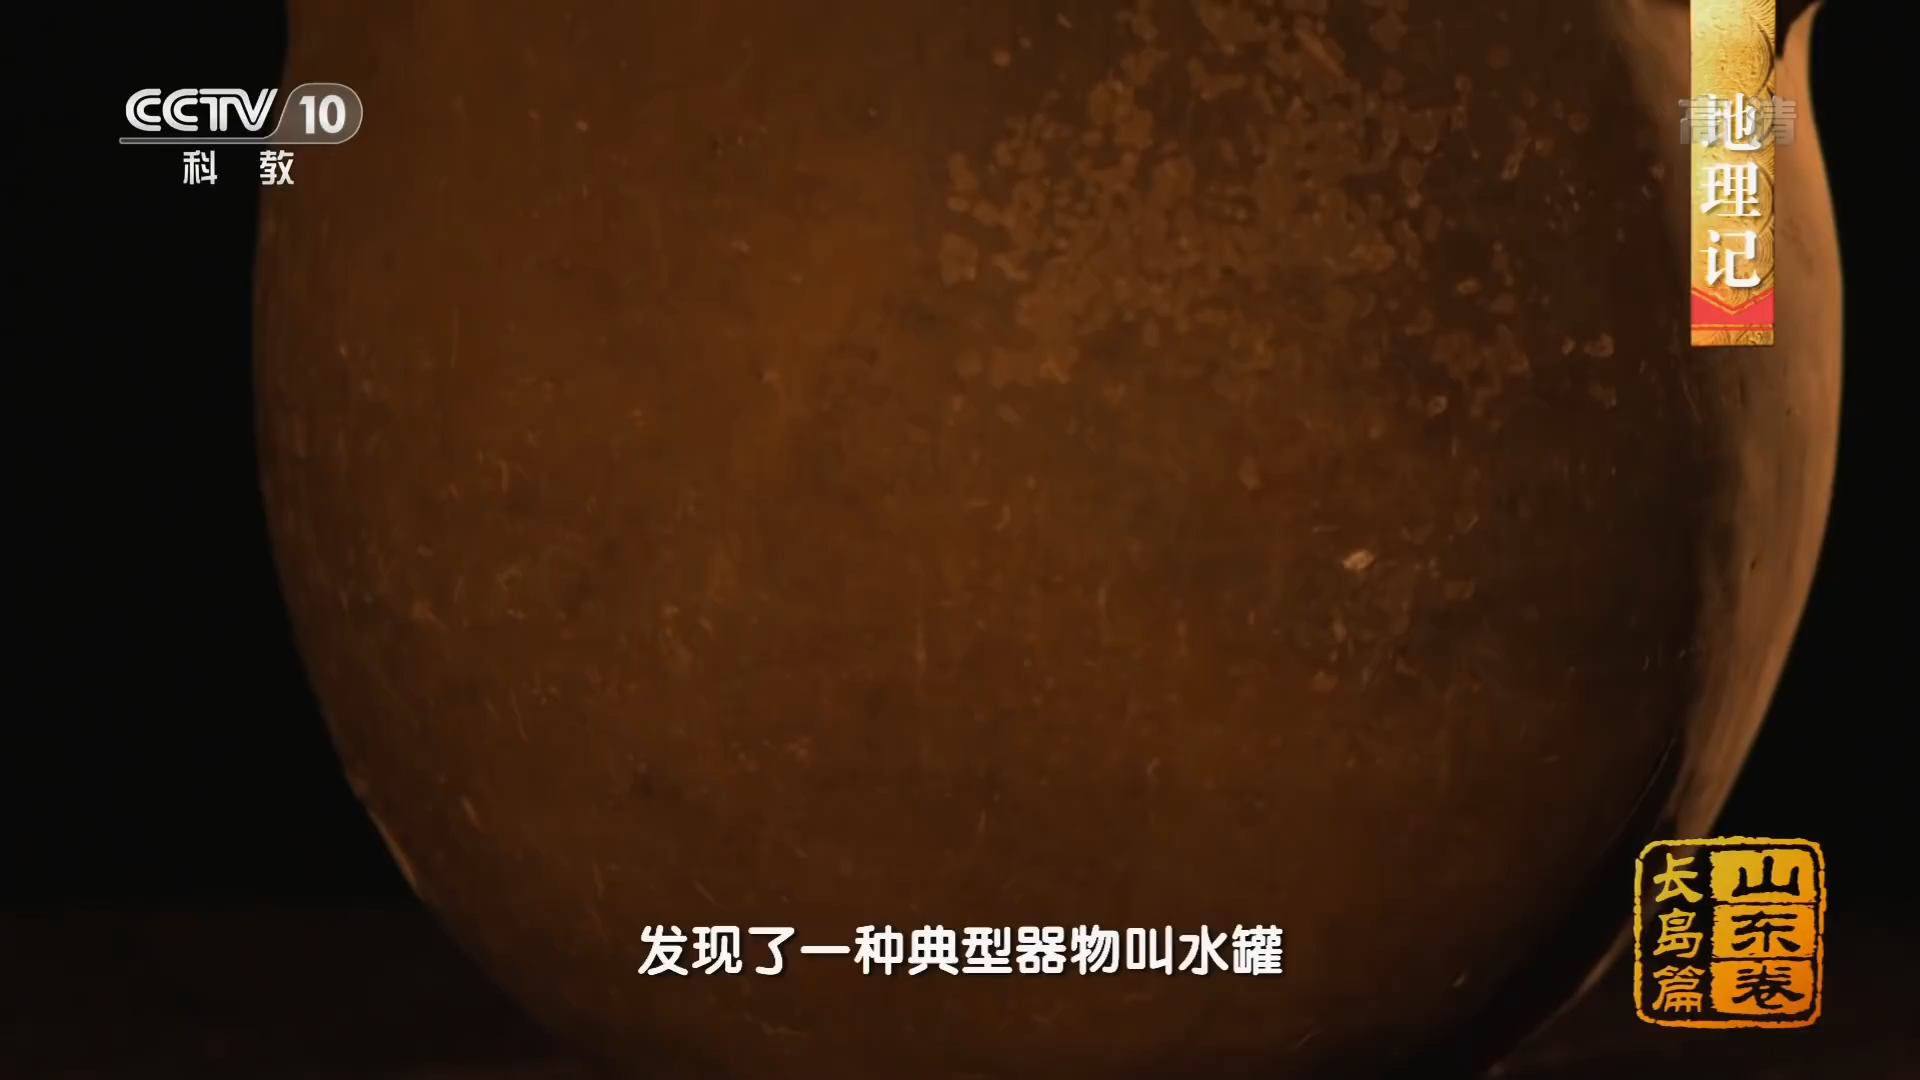 CCTV 10
科 教
高清
地理记
山东卷
长岛篇
发现了一种典型器物叫水罐